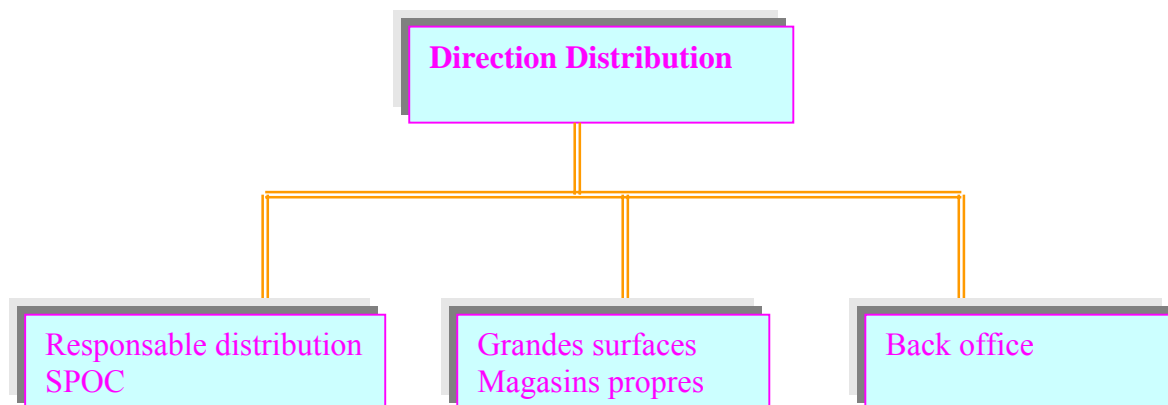 Direction Distribution
Responsable distribution
SPOC
Grandes surfaces
Magasins propres
Back office